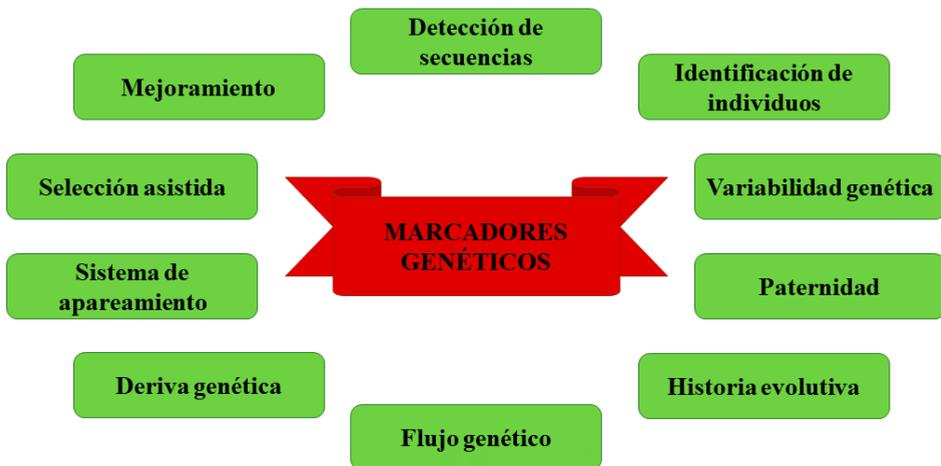 Detección de
secuencias
Mejoramiento
Identificación de
individuos
Selección asistida
Variabilidad genética
MARCADORES
GENÉTICOS
Sistema de
apareamiento
Paternidad
Deriva genética
Historia evolutiva
Flujo genético